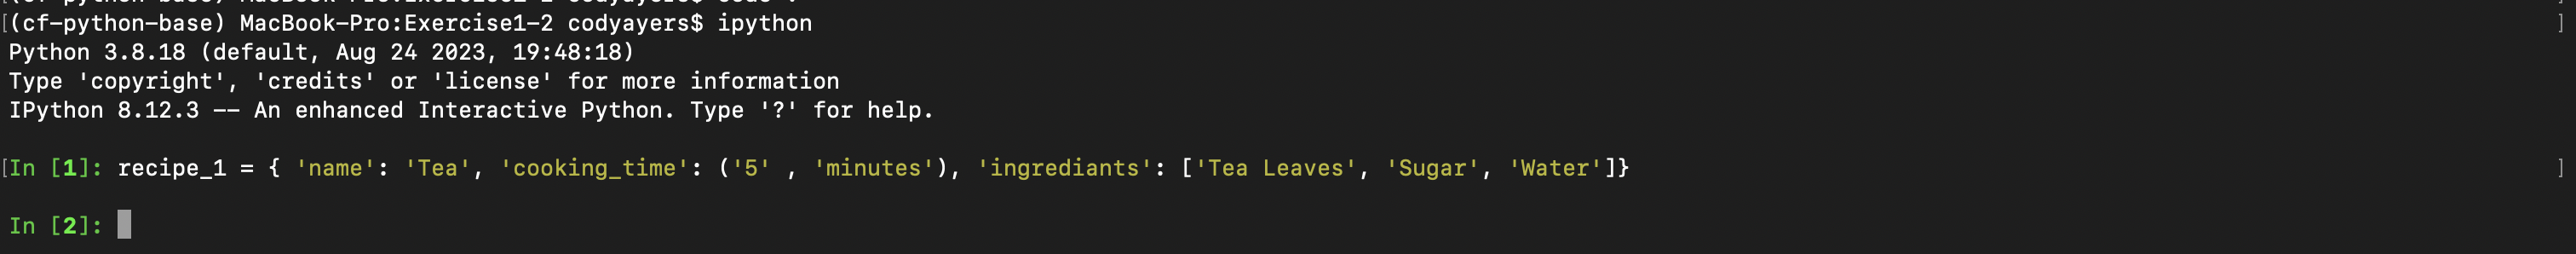 [(cf-python-base) MacBook-Pro:Exercise1-2 codyayers$ ipython ]
Python 3.8.18 (default, Aug 24 2023, 19:48:18)
Type 'copyright', 'credits' or 'license' for more information
IPython 8.12.3 -- An enhanced Interactive Python. Type '?' for help.
[In [1]: recipe_1 = { 'name': 'Tea', 'cooking_time': ('5' , 'minutes'), 'ingrediants': ['Tea Leaves', 'Sugar', 'Water']} ]
In [2]: